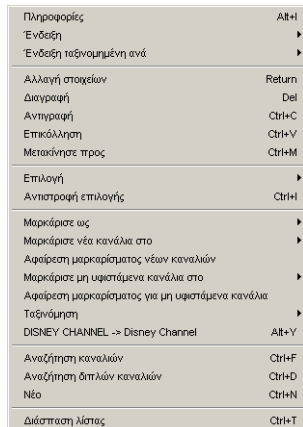 Πληροφορίες Alt+I
Ένδειξη
Ένδειξη ταξινομημένη ανά
Αλλαγή στοιχείων Return
Διαγραφή Del
Αντιγραφή Ctrl+C
Επικόλληση Ctrl+V
Μετακίνησε προς Ctrl+M
Επιλογή
Αντιστροφή επιλογής Ctrl+I
Μαρκάρισε ως
Μαρκάρισε νέα κανάλια στο
Αφαίρεση μαρκαρίσματος νέων καναλιών
Μαρκάρισε μη υφιστάμενα κανάλια στο
Αφαίρεση μαρκαρίσματος για μη υφιστάμενα κανάλια
Ταξινόμηση
DISNEY CHANNEL -> Disney Channel Alt+Y
Αναζήτηση καναλιών Ctrl+F
Αναζήτηση διπλών καναλιών Ctrl+D
Νέο Ctrl+N
Διάσπαση λίστας Ctrl+T